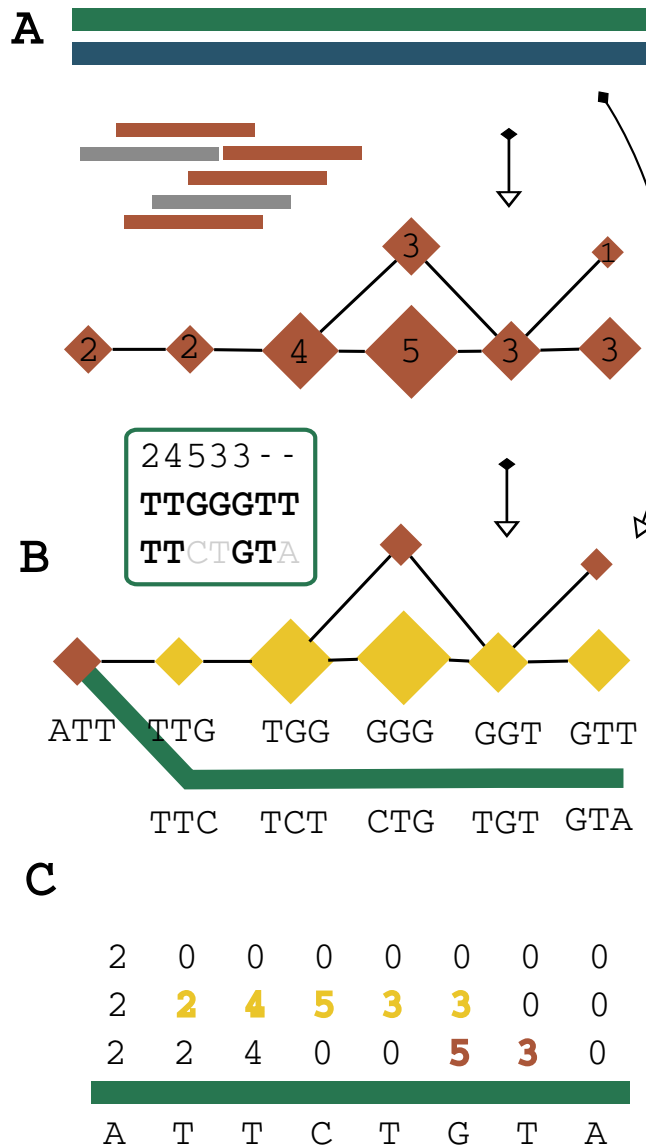 A
3
1
2 2 4 5 3 3
24533--
TTGGGTT
TTCTGTA
B
ATT TTG TGG GGG GGT GTT
TTC TCT CTG TGT GTA
C
2 0 0 0 0 0 0 0
2 2 4 5 3 3 0 0
2 2 4 0 0 5 3 0
A T T C T G T A